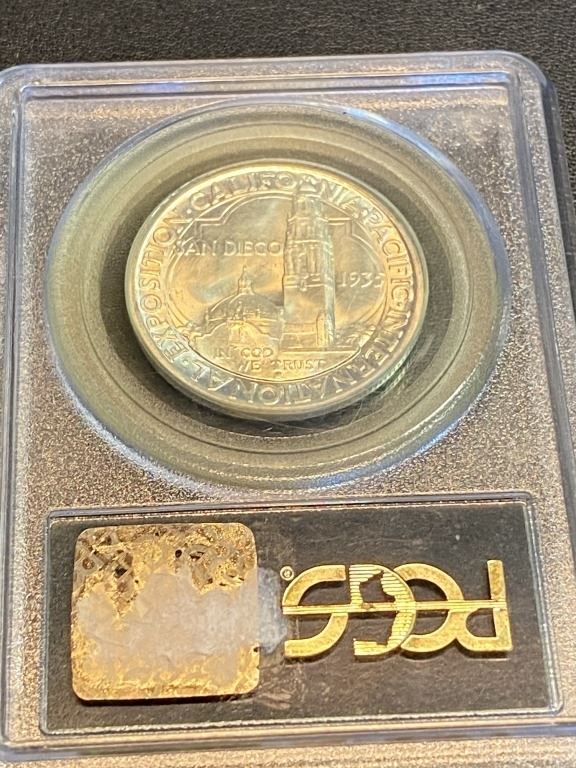 CALIFORNIA·PACIFIC·INTERNATIONAL·EXPOSITION·
SAN DIEGO
1935
IN GOD
WE TRUST
PCGS
®